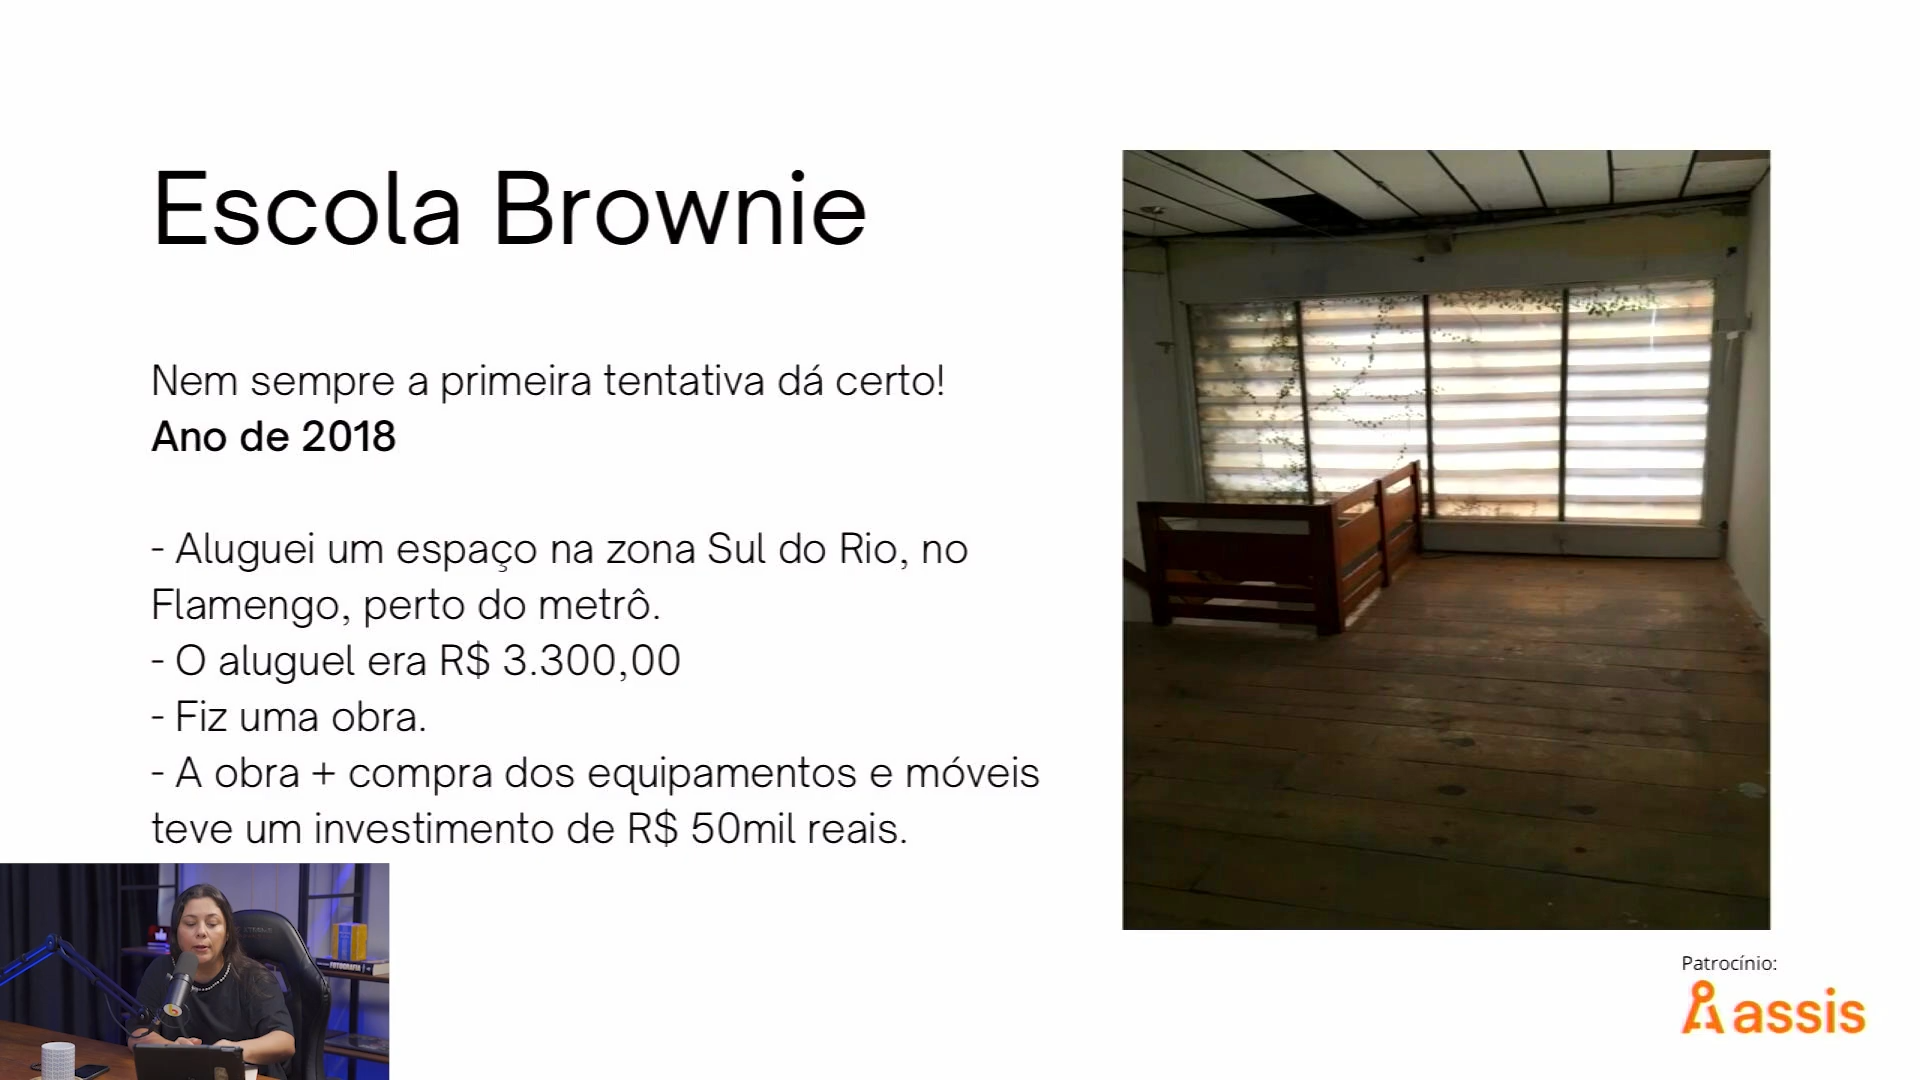 Escola Brownie
Nem sempre a primeira tentativa dá certo!
Ano de 2018
- Aluguei um espaço na zona Sul do Rio, no
Flamengo, perto do metrô.
- O aluguel era R$ 3.300,00
- Fiz uma obra.
- A obra + compra dos equipamentos e móveis
teve um investimento de R$ 50mil reais.
FOTOGRAFIA
Patrocínio:
assis